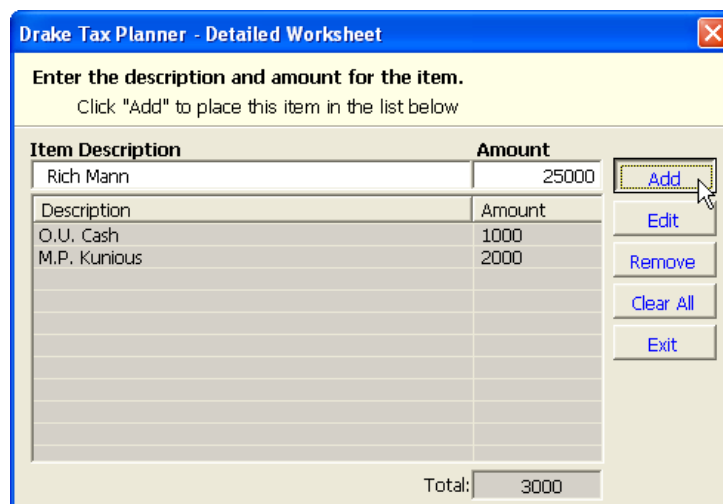 Drake Tax Planner - Detailed Worksheet
Enter the description and amount for the item.
Click "Add" to place this item in the list below
Item Description Amount
Rich Mann 25000 Add
Description Amount
Edit
O.U. Cash 1000
M.P. Kunious 2000
Remove
Clear All
Exit
Total: 3000